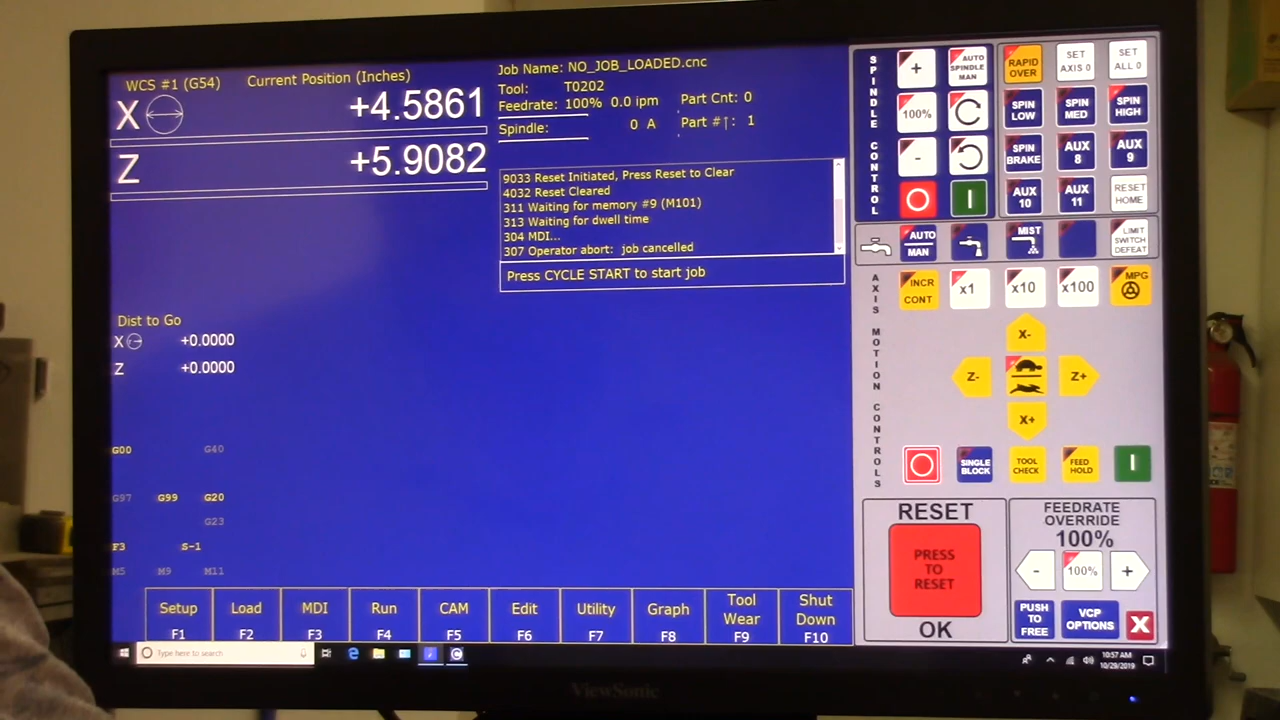 WCS #1 (G54) Current Position (Inches)
X +4.5861
Z +5.9082
Job Name: NO_JOB_LOADED.cnc
Tool: T0202
Feedrate: 100% 0.0 ipm Part Cnt: 0
Spindle: 0 A Part #↑: 1
9033 Reset Initiated, Press Reset to Clear
4032 Reset Cleared
311 Waiting for memory #9 (M101)
313 Waiting for dwell time
304 MDI...
307 Operator abort: job cancelled
Press CYCLE START to start job
Dist to Go
X +0.0000
Z +0.0000
G00 G40
G97 G99 G20
G23
F3 S-1
M5 M9 M11
Setup Load MDI Run CAM Edit Utility Graph Tool Wear Shut Down
F1 F2 F3 F4 F5 F6 F7 F8 F9 F10
SPINDLE CONTROL
+ AUTO SPINDLE MAN
100%
-
RAPID OVER SET AXIS 0 SET ALL 0
SPIN LOW SPIN MED SPIN HIGH
SPIN BRAKE AUX 8 AUX 9
AUX 10 AUX 11 RESET HOME
AUTO MAN MIST LIMIT SWITCH DEFEAT
AXIS MOTION CONTROLS
INCR CONT x1 x10 x100 MPG
X-
Z- Z+
X+
SINGLE BLOCK TOOL CHECK FEED HOLD
RESET
PRESS TO RESET
OK
FEEDRATE
OVERRIDE
100%
- 100% +
PUSH TO FREE VCP OPTIONS X
Type here to search
10:57 AM
10/29/2019
ViewSonic